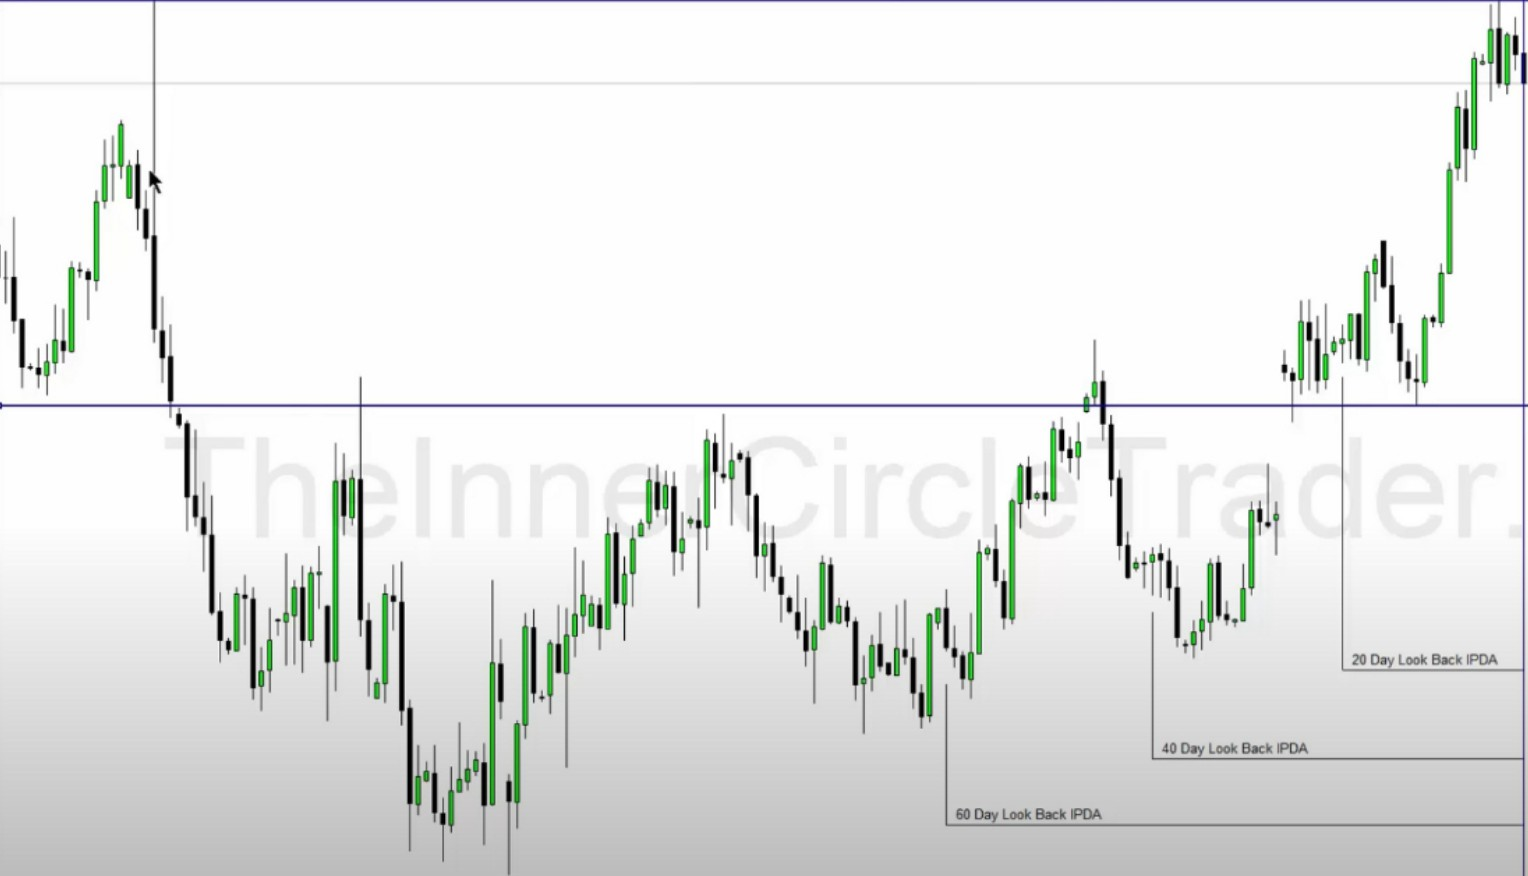 TheInnerCircleTrader.
20 Day Look Back IPDA
40 Day Look Back IPDA
60 Day Look Back IPDA